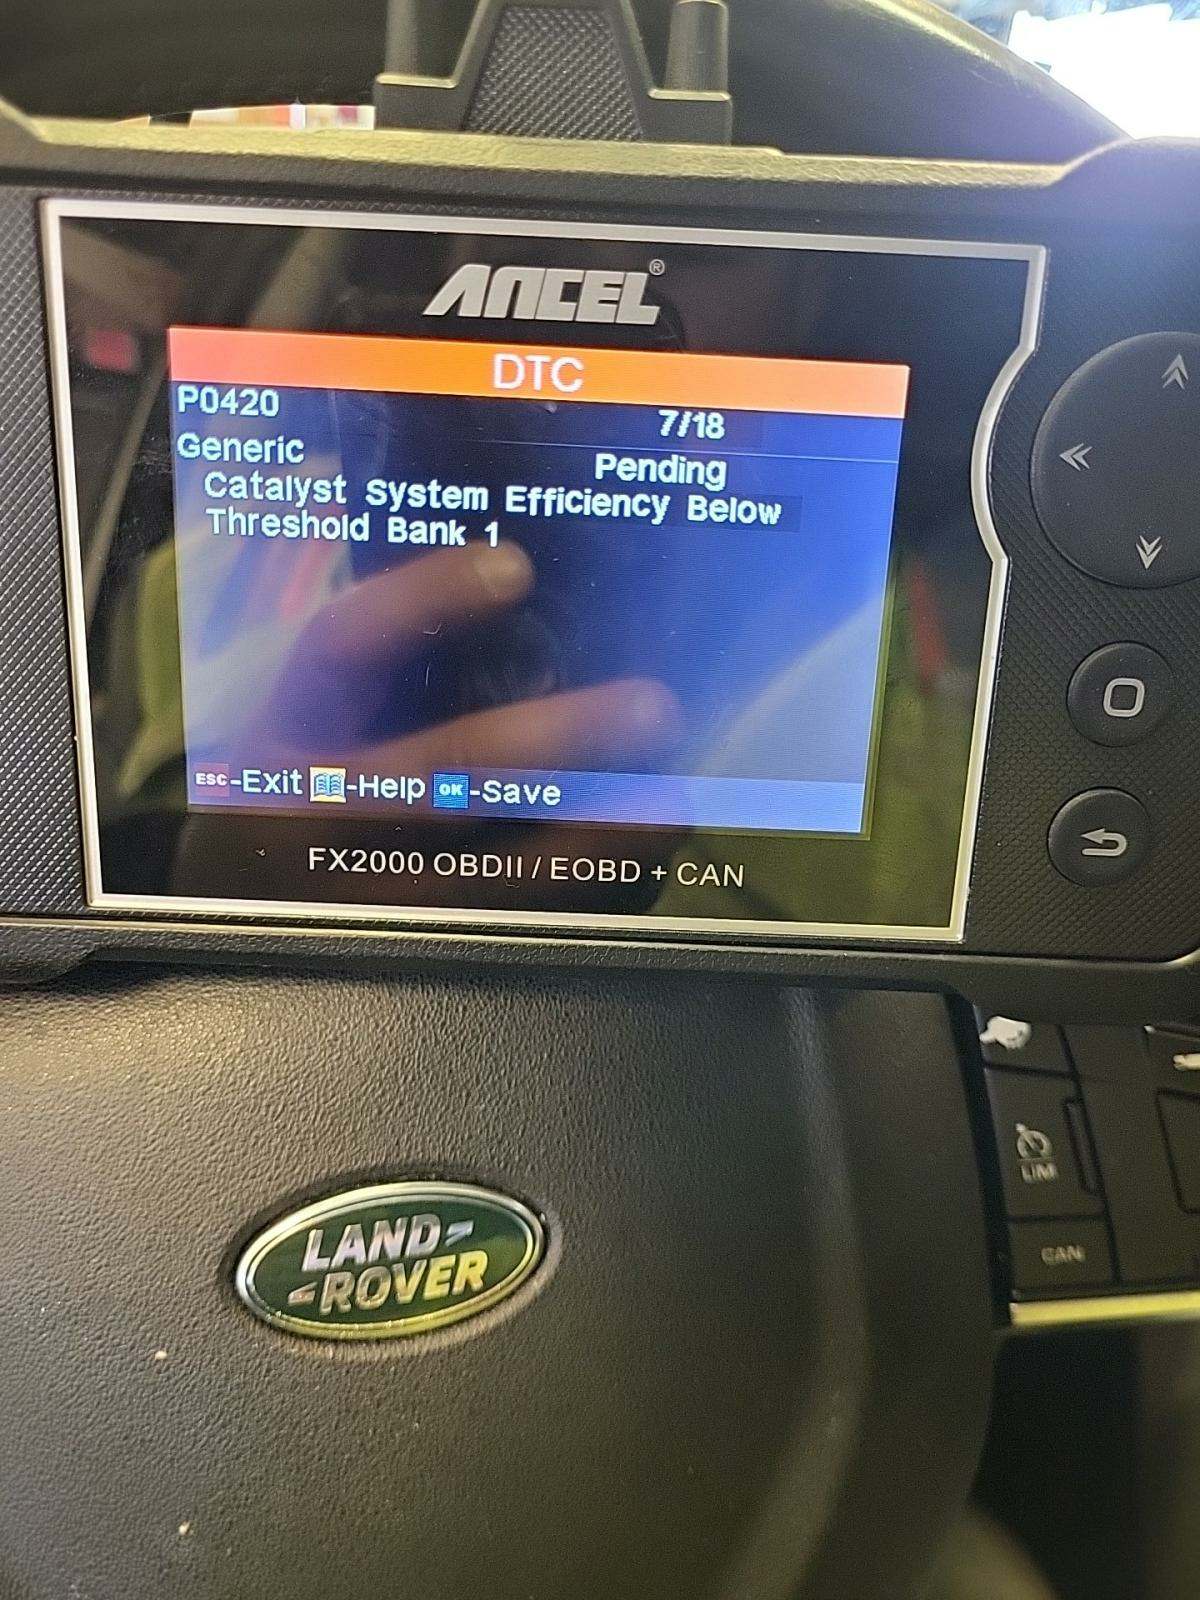 ANCEL®
DTC
P0420
7/18
Generic
Pending
Catalyst System Efficiency Below
Threshold Bank 1
ESC-Exit -Help OK-Save
FX2000 OBDII / EOBD + CAN
LIM
CAN
LAND
ROVER